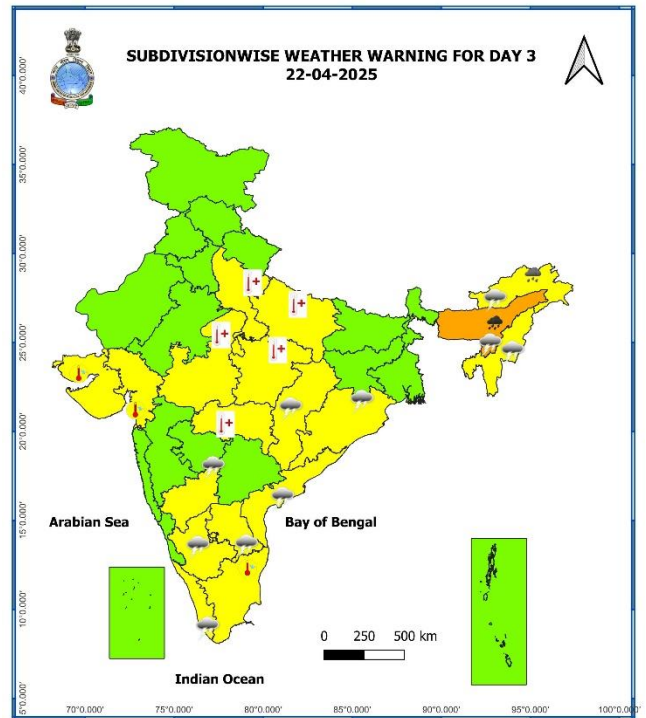 SUBDIVISIONWISE WEATHER WARNING FOR DAY 3
22-04-2025
40°0.000'
35°0.000'
30°0.000'
25°0.000'
20°0.000'
15°0.000'
10°0.000'
5°0.000'
Arabian Sea
Bay of Bengal
0 250 500 km
Indian Ocean
70°0.000' 75°0.000' 80°0.000' 85°0.000' 90°0.000' 95°0.000' 100°0.000'